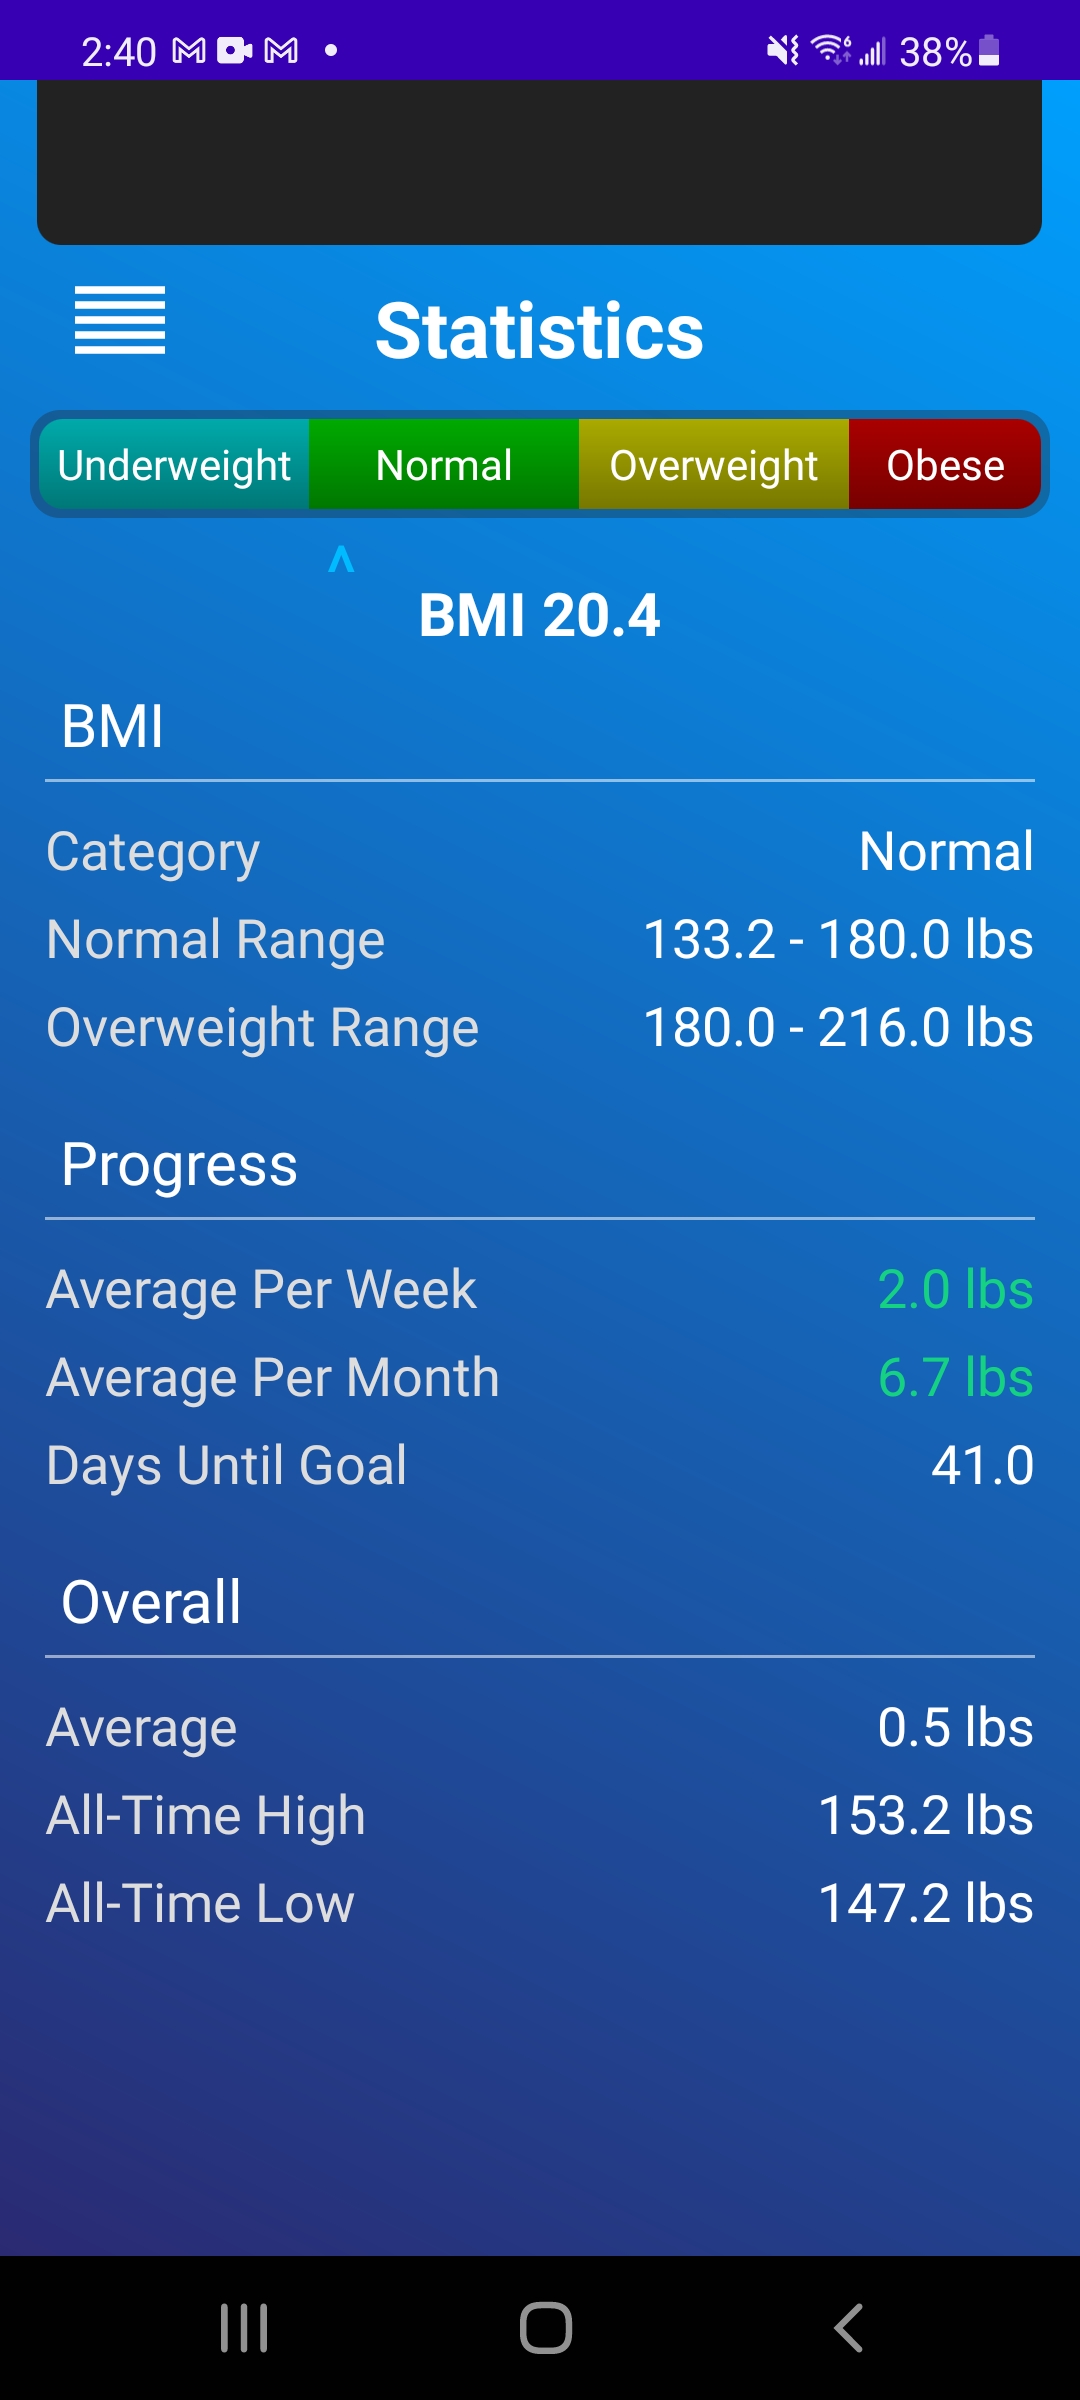 2:40 38%
Statistics
Underweight Normal Overweight Obese
^
BMI 20.4
BMI
Category Normal
Normal Range 133.2 - 180.0 lbs
Overweight Range 180.0 - 216.0 lbs
Progress
Average Per Week 2.0 lbs
Average Per Month 6.7 lbs
Days Until Goal 41.0
Overall
Average 0.5 lbs
All-Time High 153.2 lbs
All-Time Low 147.2 lbs